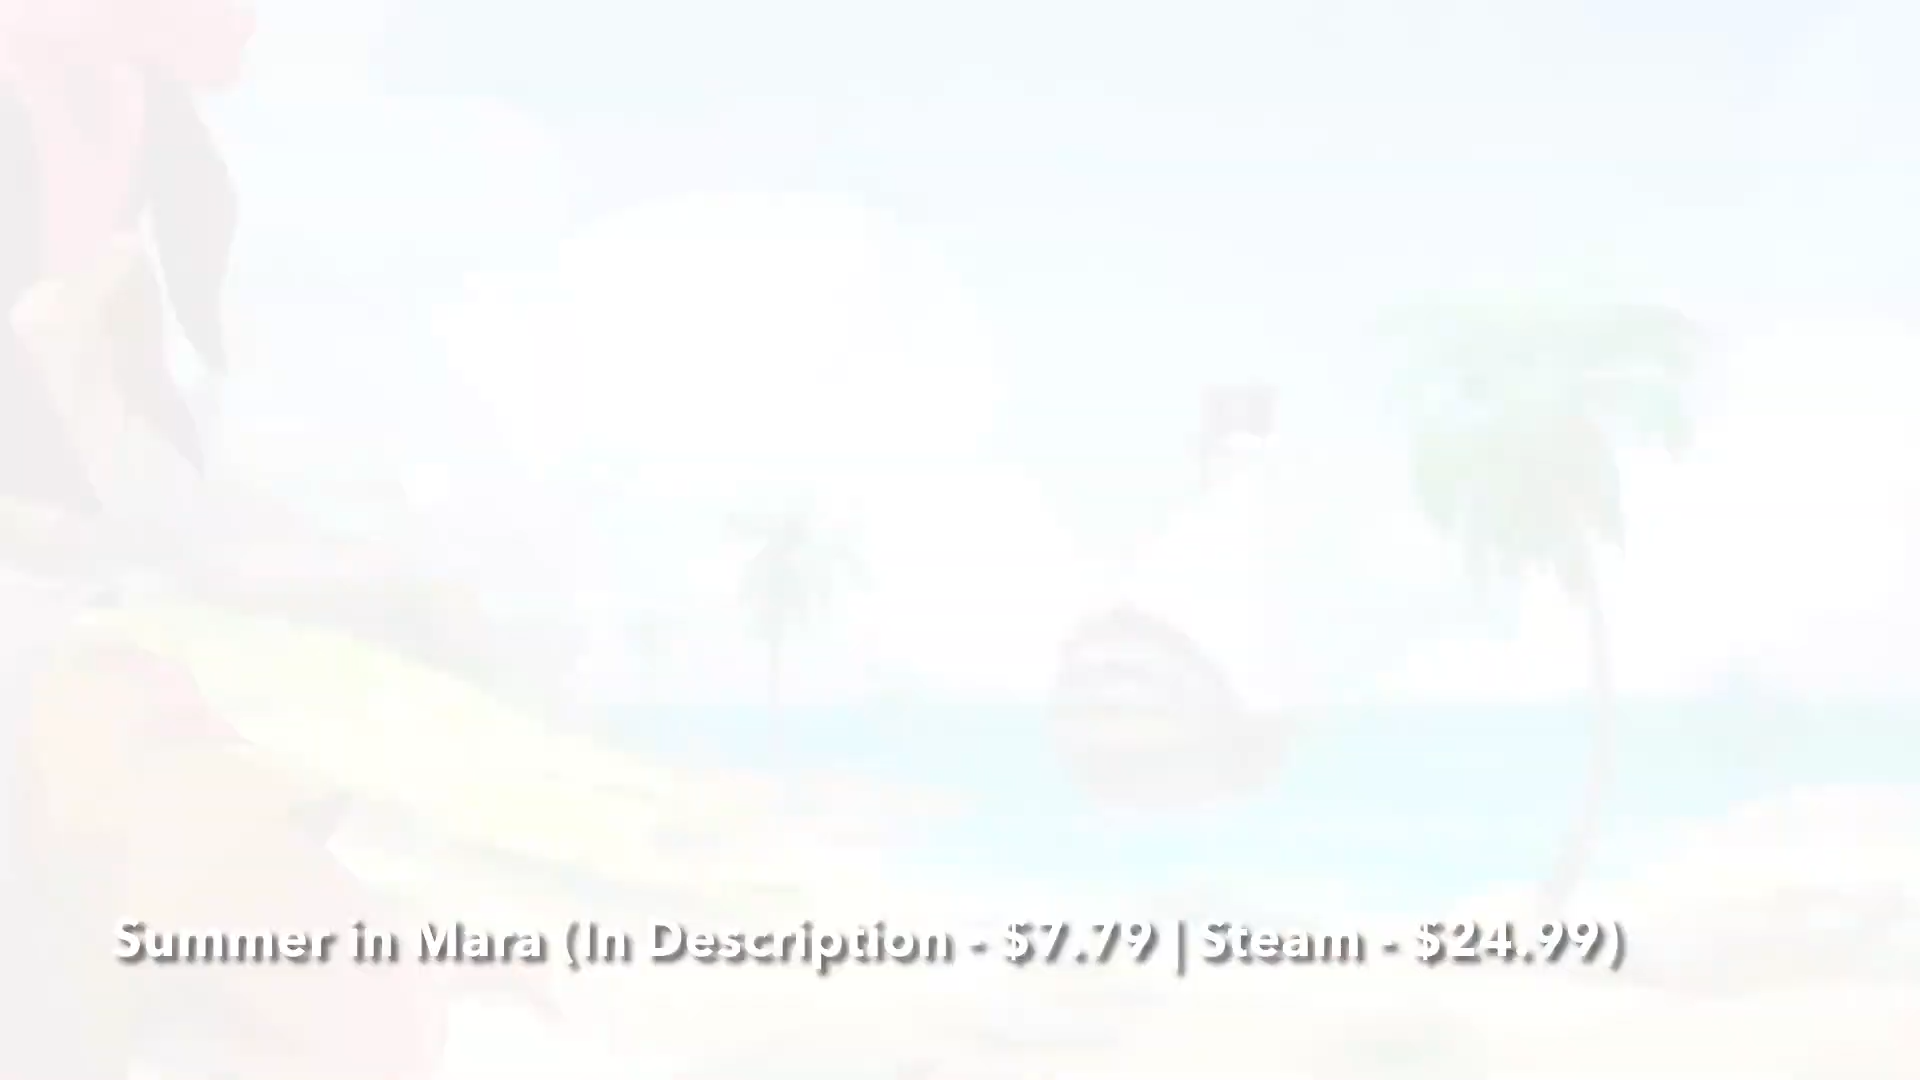 Summer in Mara (In Description - $7.79 | Steam - $24.99)